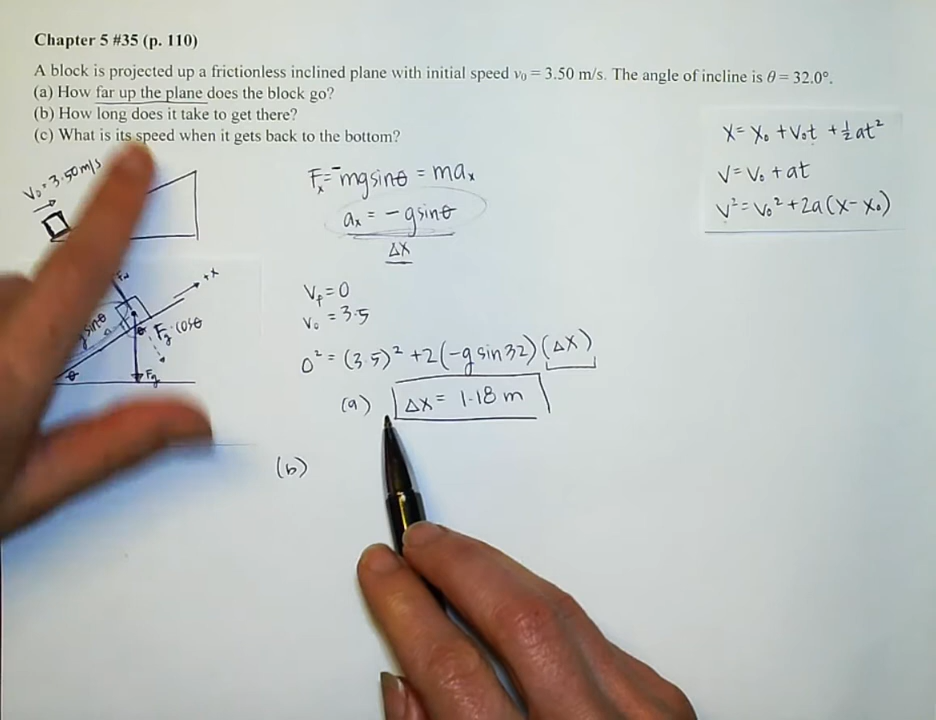 Chapter 5 #35 (p. 110)
A block is projected up a frictionless inclined plane with initial speed v₀ = 3.50 m/s. The angle of incline is θ = 32.0°.
(a) How far up the plane does the block go?
(b) How long does it take to get there?
(c) What is its speed when it gets back to the bottom?
x = x₀ + v₀t + ½at²
v = v₀ + at
v² = v₀² + 2a(x - x₀)
v₀ = 3.50 m/s
Fₓ = -mgsinθ = maₓ
aₓ = -gsinθ
Δx
V_f = 0
V₀ = 3.5
+x
F_N
sinθ
θ
F_g cosθ
θ
F_g
0² = (3.5)² + 2(-gsin32)(Δx)
(a) Δx = 1.18 m
(b)